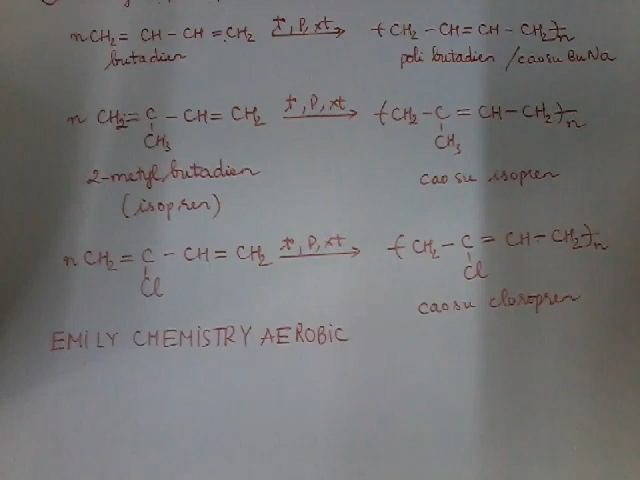 nCH2 = CH - CH = CH2 t°, P, xt → (CH2 - CH = CH - CH2)n
butadien poli butadien / caosu BuNa
n CH2 = C - CH = CH2 t°, P, xt → (CH2 - C = CH - CH2)n
CH3 CH3
2-metyl butadien cao su isopren
(isopren)
nCH2 = C - CH = CH2 t°, P, xt → (CH2 - C = CH - CH2)n
Cl Cl
caosu cloropren
EMILY CHEMISTRY AEROBIC